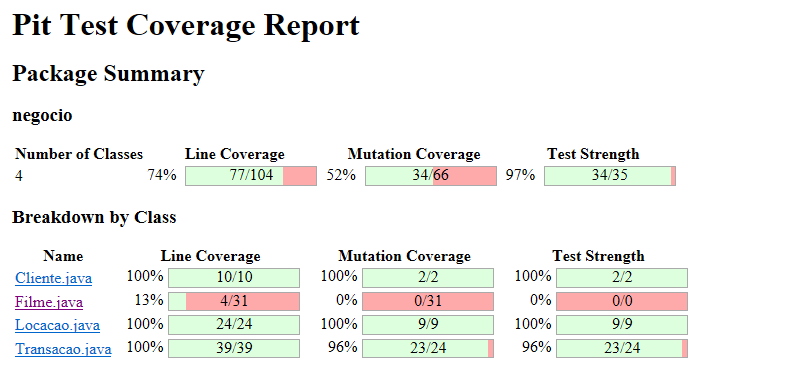 Pit Test Coverage Report
Package Summary
negocio
Number of Classes Line Coverage Mutation Coverage Test Strength
4 74% 77/104 52% 34/66 97% 34/35
Breakdown by Class
Name Line Coverage Mutation Coverage Test Strength
Cliente.java 100% 10/10 100% 2/2 100% 2/2
Filme.java 13% 4/31 0% 0/31 0% 0/0
Locacao.java 100% 24/24 100% 9/9 100% 9/9
Transacao.java 100% 39/39 96% 23/24 96% 23/24